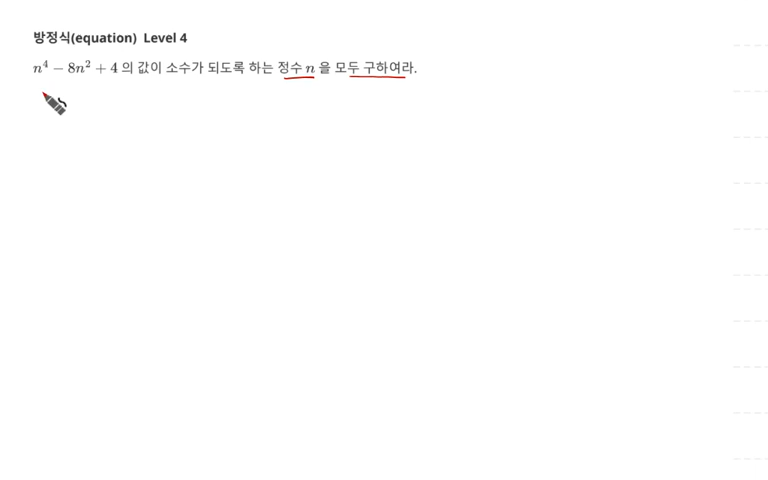 방정식(equation) Level 4
n⁴ − 8n² + 4 의 값이 소수가 되도록 하는 정수 n 을 모두 구하여라.